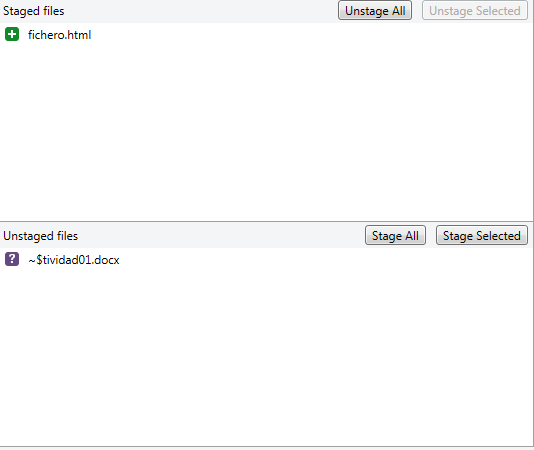 Staged files Unstage All Unstage Selected
fichero.html
Unstaged files Stage All Stage Selected
~$tividad01.docx